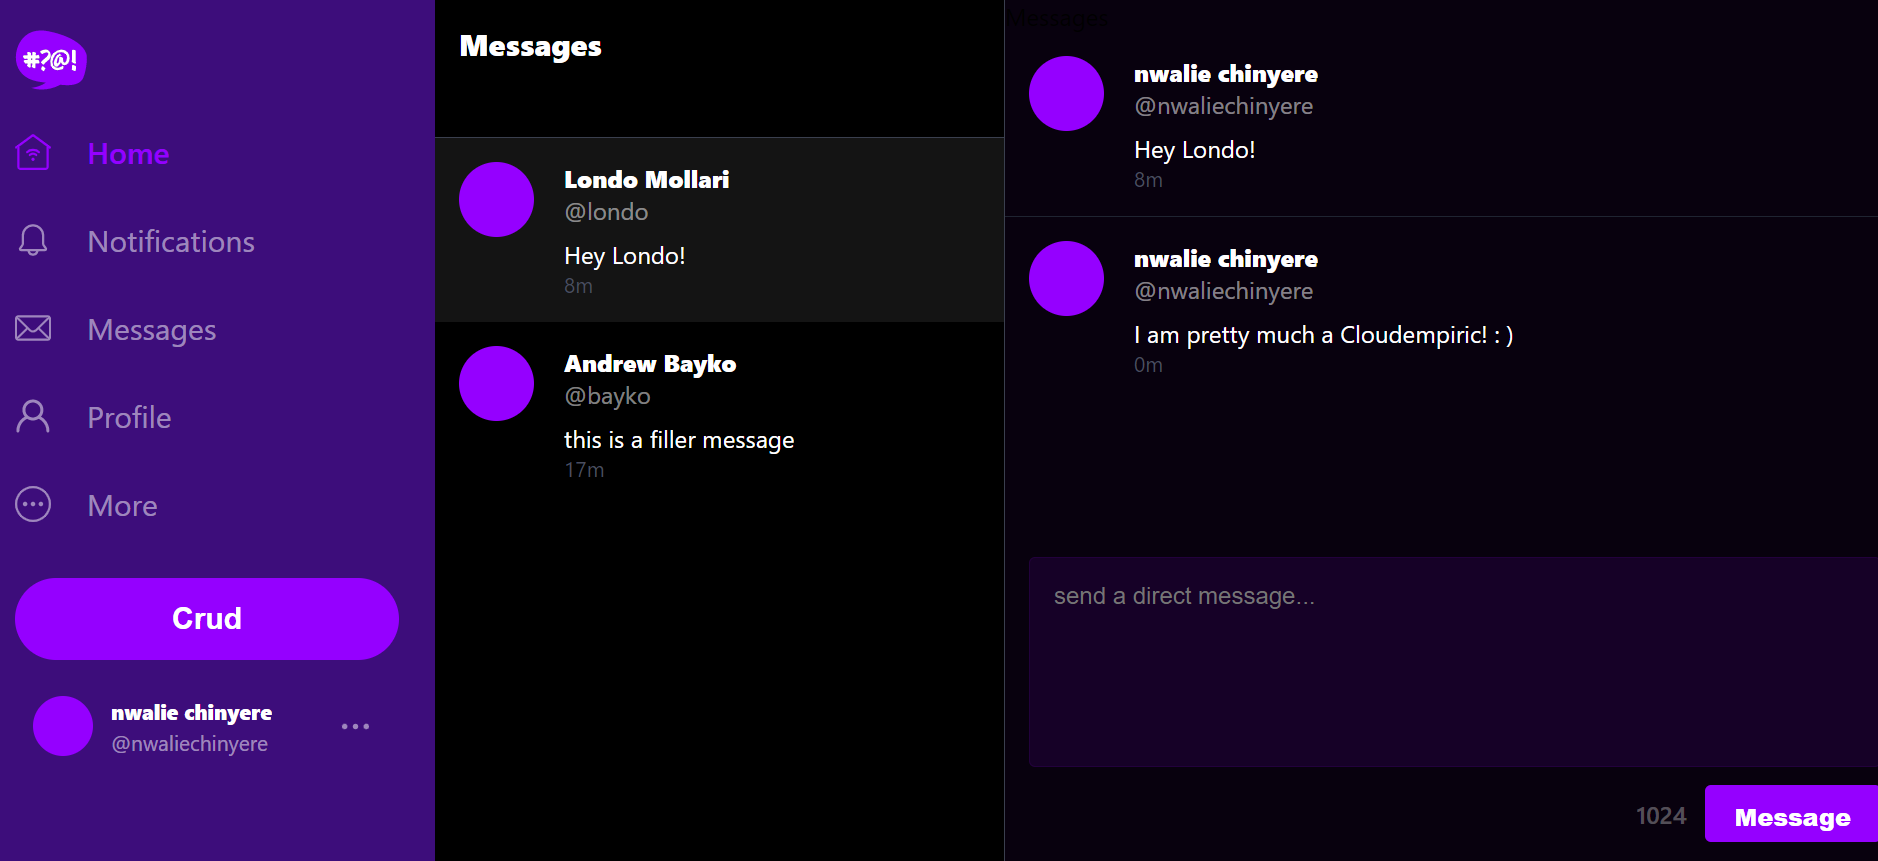 #?@!
Home
Notifications
Messages
Profile
More
Crud
nwalie chinyere
@nwaliechinyere
Messages
Londo Mollari
@londo
Hey Londo!
8m
Andrew Bayko
@bayko
this is a filler message
17m
Messages
nwalie chinyere
@nwaliechinyere
Hey Londo!
8m
nwalie chinyere
@nwaliechinyere
I am pretty much a Cloudempiric! : )
0m
send a direct message...
1024
Message